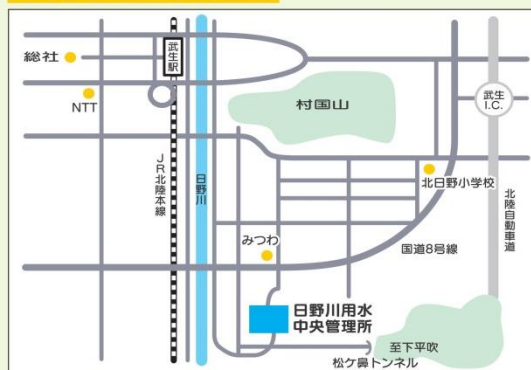 総社
武生駅
NTT
村国山
武生
I.C.
JR北陸本線
日野川
北日野小学校
北陸自動車道
みつわ
国道8号線
日野川用水
中央管理所
至下平吹
松ケ鼻トンネル